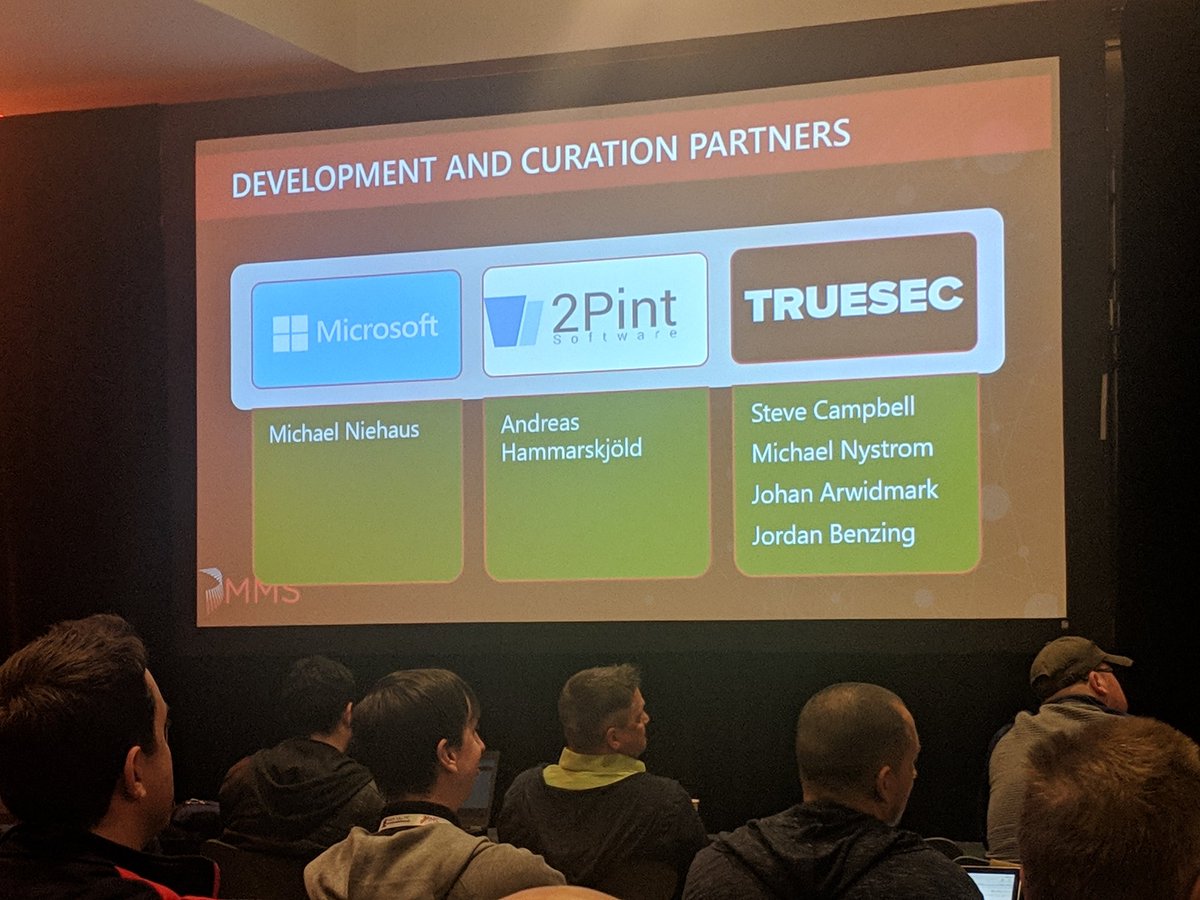 DEVELOPMENT AND CURATION PARTNERS
Microsoft
2Pint
Software
TRUESEC
Michael Niehaus
Andreas
Hammarskjöld
Steve Campbell
Michael Nystrom
Johan Arwidmark
Jordan Benzing
MMS